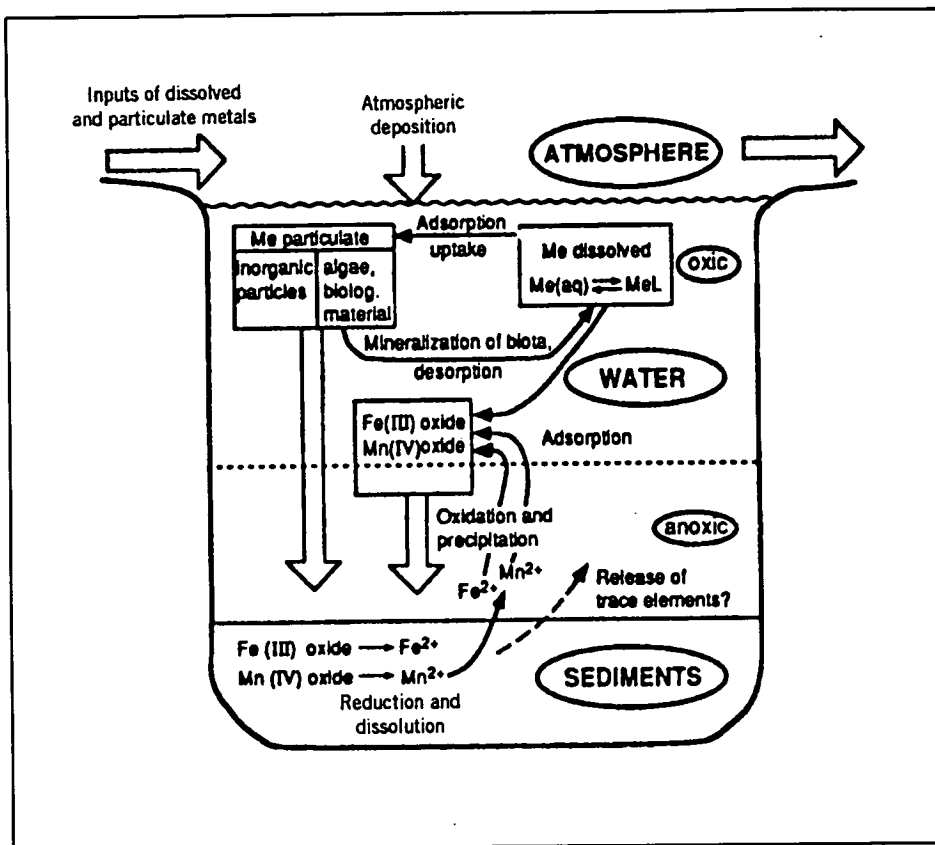 Inputs of dissolved
and particulate metals
Atmospheric
deposition
ATMOSPHERE
Me particulate
inorganic
particles
algae,
biolog.
material
Adsorption
uptake
Me dissolved
Me(aq) ⇌ MeL
oxic
Mineralization of biota,
desorption
WATER
Fe(III) oxide
Mn(IV) oxide
Adsorption
Oxidation and
precipitation
anoxic
Fe²⁺
Mn²⁺
Release of
trace elements?
Fe (III) oxide → Fe²⁺
Mn (IV) oxide → Mn²⁺
Reduction and
dissolution
SEDIMENTS